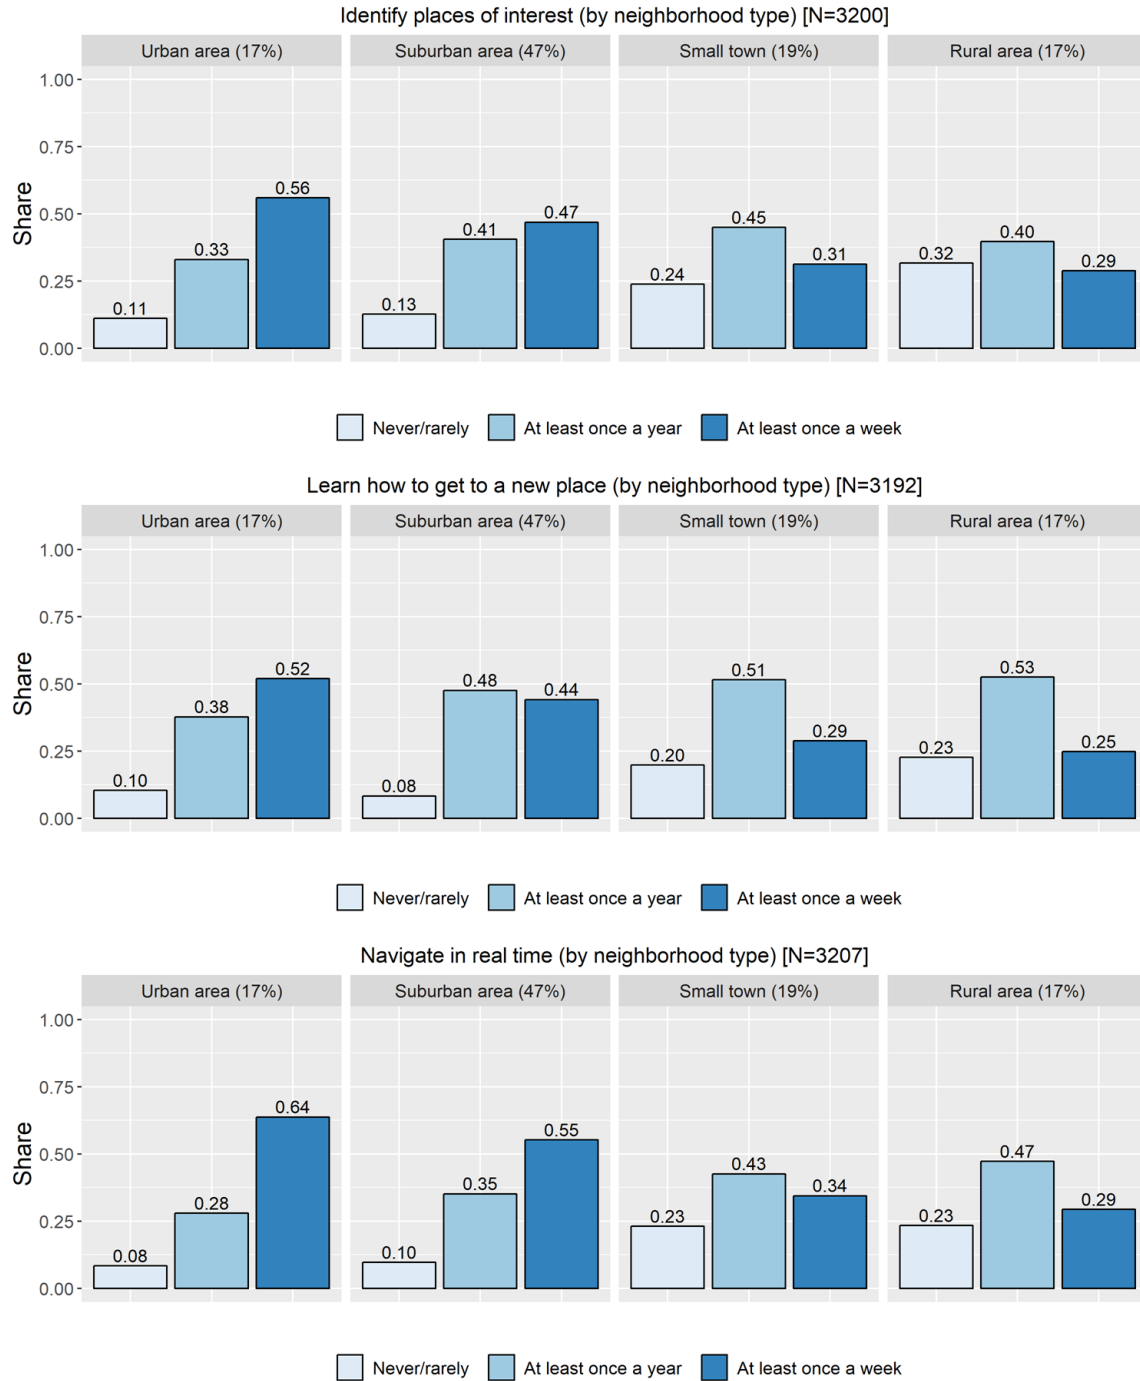 Identify places of interest (by neighborhood type) [N=3200]
Urban area (17%) Suburban area (47%) Small town (19%) Rural area (17%)
Share
1.00
0.75
0.50
0.25
0.00
0.11 0.33 0.56
0.13 0.41 0.47
0.24 0.45 0.31
0.32 0.40 0.29
Never/rarely At least once a year At least once a week
Learn how to get to a new place (by neighborhood type) [N=3192]
Urban area (17%) Suburban area (47%) Small town (19%) Rural area (17%)
Share
1.00
0.75
0.50
0.25
0.00
0.10 0.38 0.52
0.08 0.48 0.44
0.20 0.51 0.29
0.23 0.53 0.25
Never/rarely At least once a year At least once a week
Navigate in real time (by neighborhood type) [N=3207]
Urban area (17%) Suburban area (47%) Small town (19%) Rural area (17%)
Share
1.00
0.75
0.50
0.25
0.00
0.08 0.28 0.64
0.10 0.35 0.55
0.23 0.43 0.34
0.23 0.47 0.29
Never/rarely At least once a year At least once a week